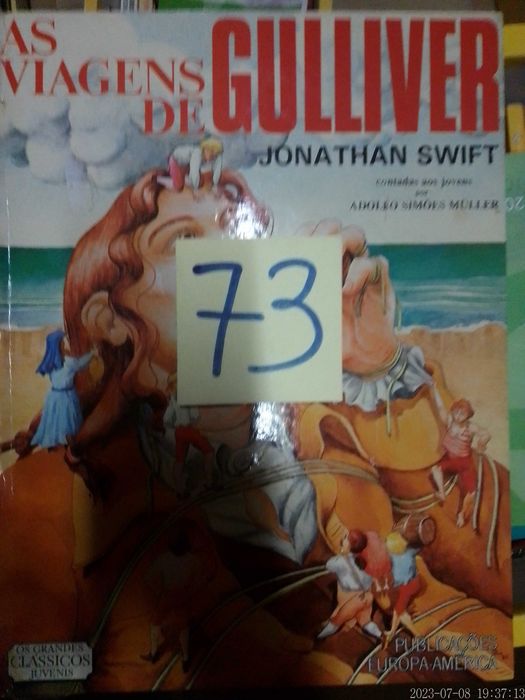 AS
VIAGENS
DE
GULLIVER
JONATHAN SWIFT
contadas aos jovens
por
ADOLFO SIMÕES MÜLLER
73
OS GRANDES
CLÁSSICOS
JUVENIS
PUBLICAÇÕES
EUROPA-AMÉRICA
2023-07-08 19:37:13